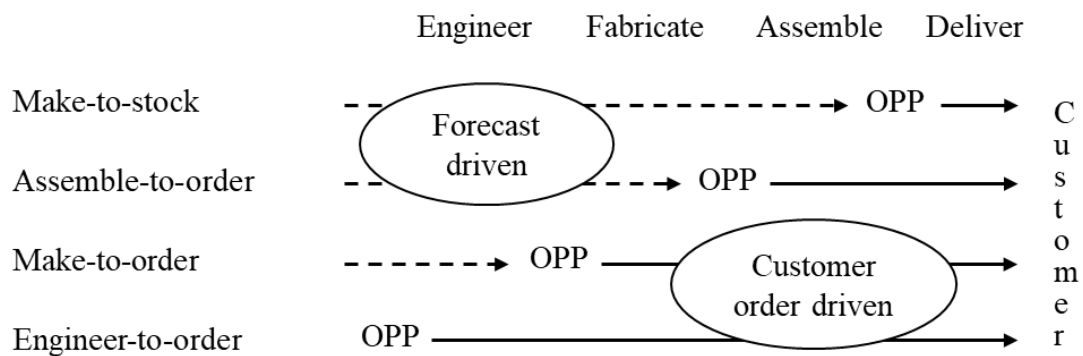 Engineer Fabricate Assemble Deliver
Make-to-stock OPP
Forecast
driven
Assemble-to-order OPP
Make-to-order OPP
Customer
order driven
Engineer-to-order OPP
Customer